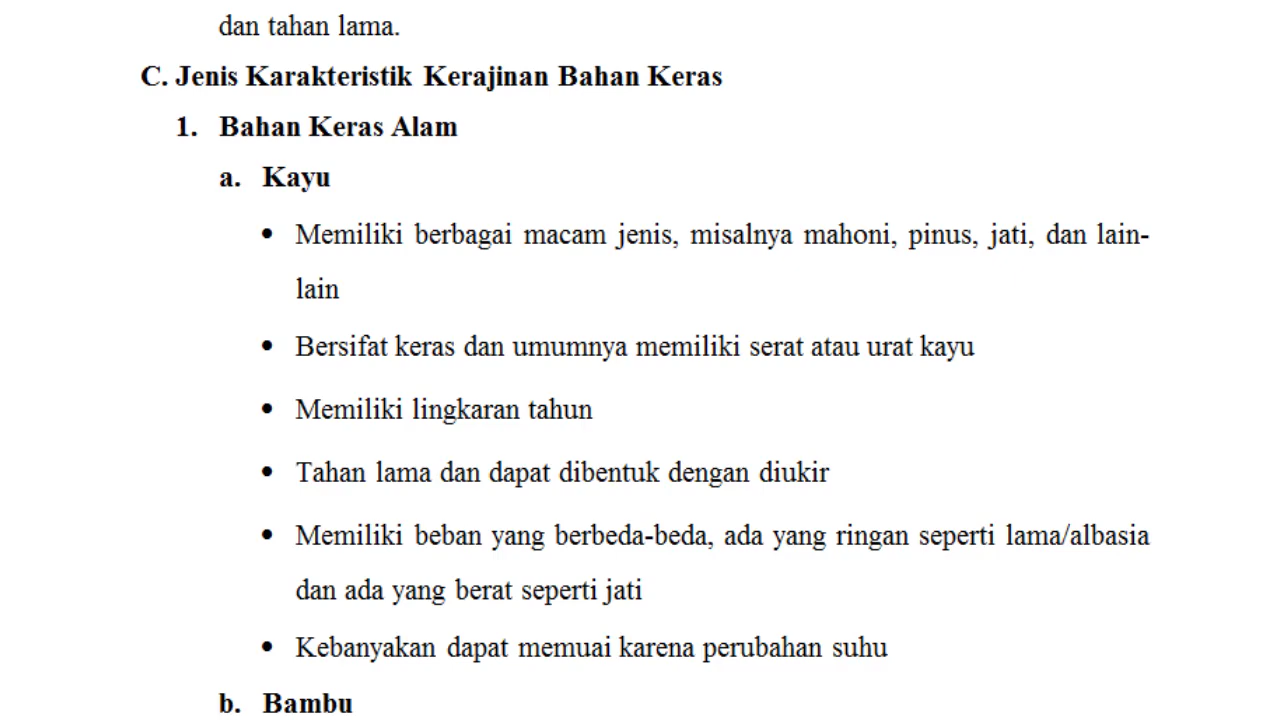 dan tahan lama.
C. Jenis Karakteristik Kerajinan Bahan Keras
1. Bahan Keras Alam
a. Kayu
• Memiliki berbagai macam jenis, misalnya mahoni, pinus, jati, dan lain-
lain
• Bersifat keras dan umumnya memiliki serat atau urat kayu
• Memiliki lingkaran tahun
• Tahan lama dan dapat dibentuk dengan diukir
• Memiliki beban yang berbeda-beda, ada yang ringan seperti lama/albasia
dan ada yang berat seperti jati
• Kebanyakan dapat memuai karena perubahan suhu
b. Bambu